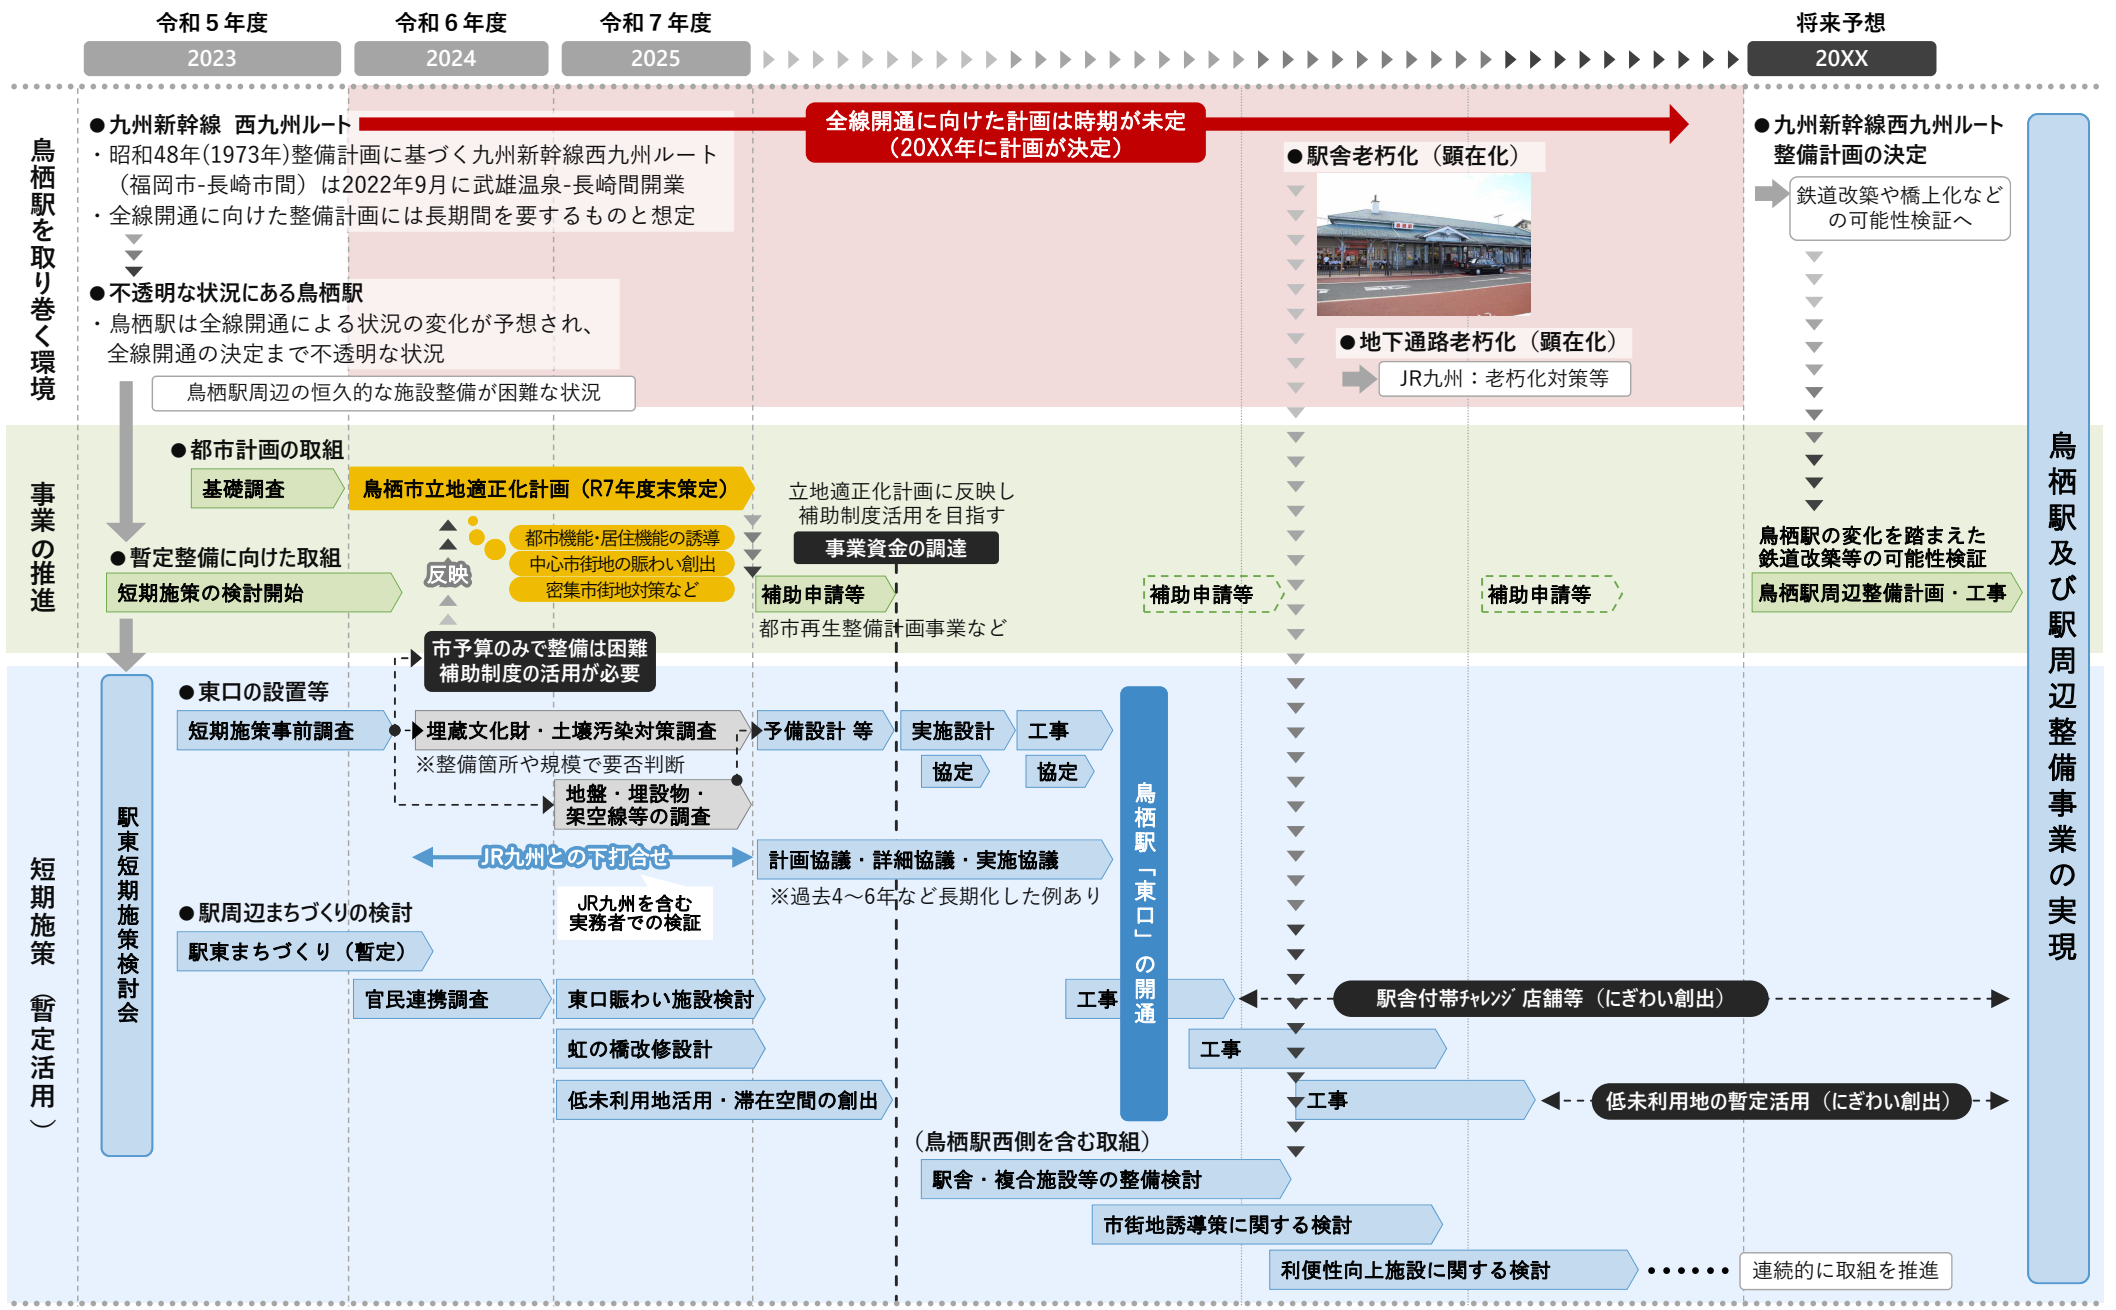 令和５年度
令和６年度
令和７年度
将来予想
2023
2024
2025
20XX
鳥栖駅を取り巻く環境
●九州新幹線 西九州ルート
・昭和48年(1973年)整備計画に基づく九州新幹線西九州ルート
（福岡市-長崎市間）は2022年9月に武雄温泉-長崎間開業
・全線開通に向けた整備計画には長期間を要するものと想定
全線開通に向けた計画は時期が未定
（20XX年に計画が決定）
●不透明な状況にある鳥栖駅
・鳥栖駅は全線開通による状況の変化が予想され、
全線開通の決定まで不透明な状況
鳥栖駅周辺の恒久的な施設整備が困難な状況
●駅舎老朽化（顕在化）
●地下通路老朽化（顕在化）
JR九州：老朽化対策等
●九州新幹線西九州ルート
整備計画の決定
鉄道改築や橋上化など
の可能性検証へ
事業の推進
●都市計画の取組
基礎調査
鳥栖市立地適正化計画（R7年度末策定）
都市機能･居住機能の誘導
中心市街地の賑わい創出
密集市街地対策など
反映
●暫定整備に向けた取組
短期施策の検討開始
立地適正化計画に反映し
補助制度活用を目指す
事業資金の調達
補助申請等
都市再生整備計画事業など
補助申請等
補助申請等
鳥栖駅の変化を踏まえた
鉄道改築等の可能性検証
鳥栖駅周辺整備計画・工事
市予算のみで整備は困難
補助制度の活用が必要
短期施策（暫定活用）
駅東短期施策検討会
●東口の設置等
短期施策事前調査
埋蔵文化財・土壌汚染対策調査
※整備箇所や規模で要否判断
地盤・埋設物・
架空線等の調査
予備設計 等
実施設計
工事
協定
協定
JR九州との下打合せ
JR九州を含む
実務者での検証
計画協議・詳細協議・実施協議
※過去4～6年など長期化した例あり
鳥栖駅「東口」の開通
●駅周辺まちづくりの検討
駅東まちづくり（暫定）
官民連携調査
東口賑わい施設検討
工事
駅舎付帯ﾁｬﾚﾝｼﾞ店舗等（にぎわい創出）
虹の橋改修設計
工事
低未利用地活用・滞在空間の創出
工事
低未利用地の暫定活用（にぎわい創出）
（鳥栖駅西側を含む取組）
駅舎・複合施設等の整備検討
市街地誘導策に関する検討
利便性向上施設に関する検討
連続的に取組を推進
鳥栖駅及び駅周辺整備事業の実現